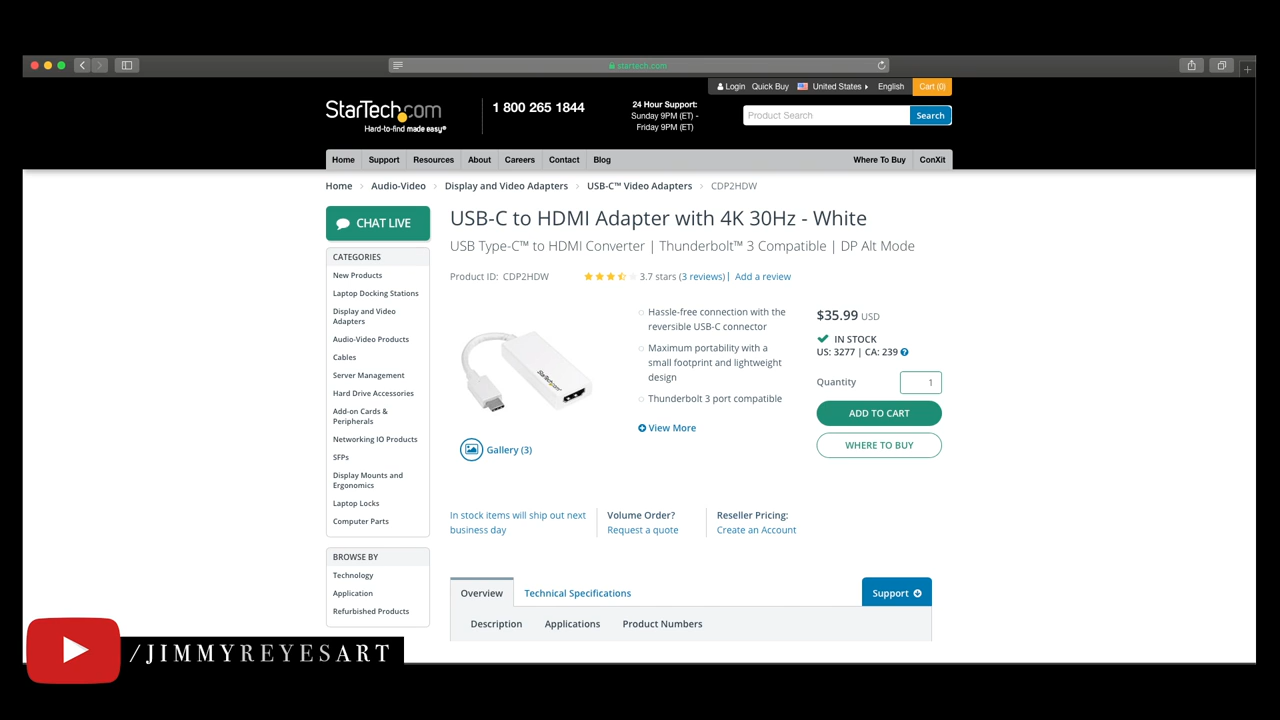 startech.com
Login Quick Buy United States English Cart (0)
StarTech.com
Hard-to-find made easy®
1 800 265 1844
24 Hour Support:
Sunday 9PM (ET) -
Friday 9PM (ET)
Product Search
Search
Home Support Resources About Careers Contact Blog Where To Buy ConXit
Home > Audio-Video > Display and Video Adapters > USB-C™ Video Adapters > CDP2HDW
CHAT LIVE
CATEGORIES
New Products
Laptop Docking Stations
Display and Video
Adapters
Audio-Video Products
Cables
Server Management
Hard Drive Accessories
Add-on Cards &
Peripherals
Networking IO Products
SFPs
Display Mounts and
Ergonomics
Laptop Locks
Computer Parts
BROWSE BY
Technology
Application
Refurbished Products
USB-C to HDMI Adapter with 4K 30Hz - White
USB Type-C™ to HDMI Converter | Thunderbolt™ 3 Compatible | DP Alt Mode
Product ID: CDP2HDW 3.7 stars (3 reviews) | Add a review
StarTech.com
Gallery (3)
Hassle-free connection with the
reversible USB-C connector
Maximum portability with a
small footprint and lightweight
design
Thunderbolt 3 port compatible
View More
$35.99 USD
IN STOCK
US: 3277 | CA: 239
Quantity 1
ADD TO CART
WHERE TO BUY
In stock items will ship out next
business day
Volume Order?
Request a quote
Reseller Pricing:
Create an Account
Overview Technical Specifications Support
Description Applications Product Numbers
/JIMMYREYESART